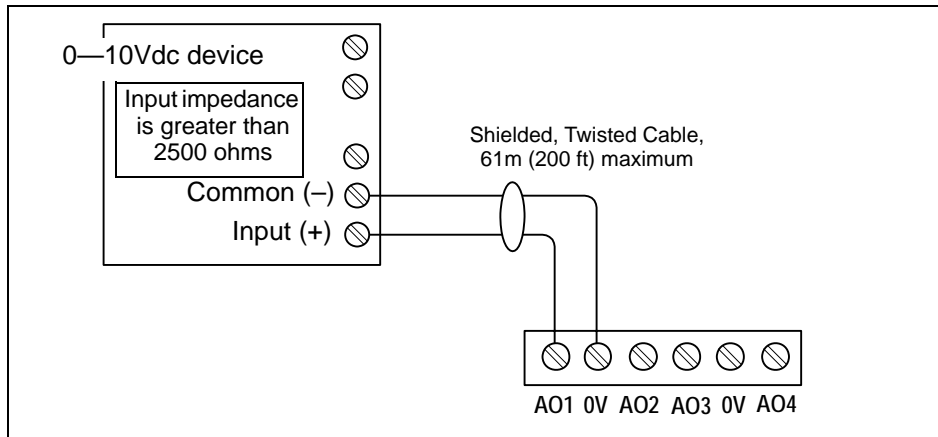 0—10Vdc device
Input impedance
is greater than
2500 ohms
Common (–)
Input (+)
Shielded, Twisted Cable,
61m (200 ft) maximum
AO1 0V AO2 AO3 0V AO4